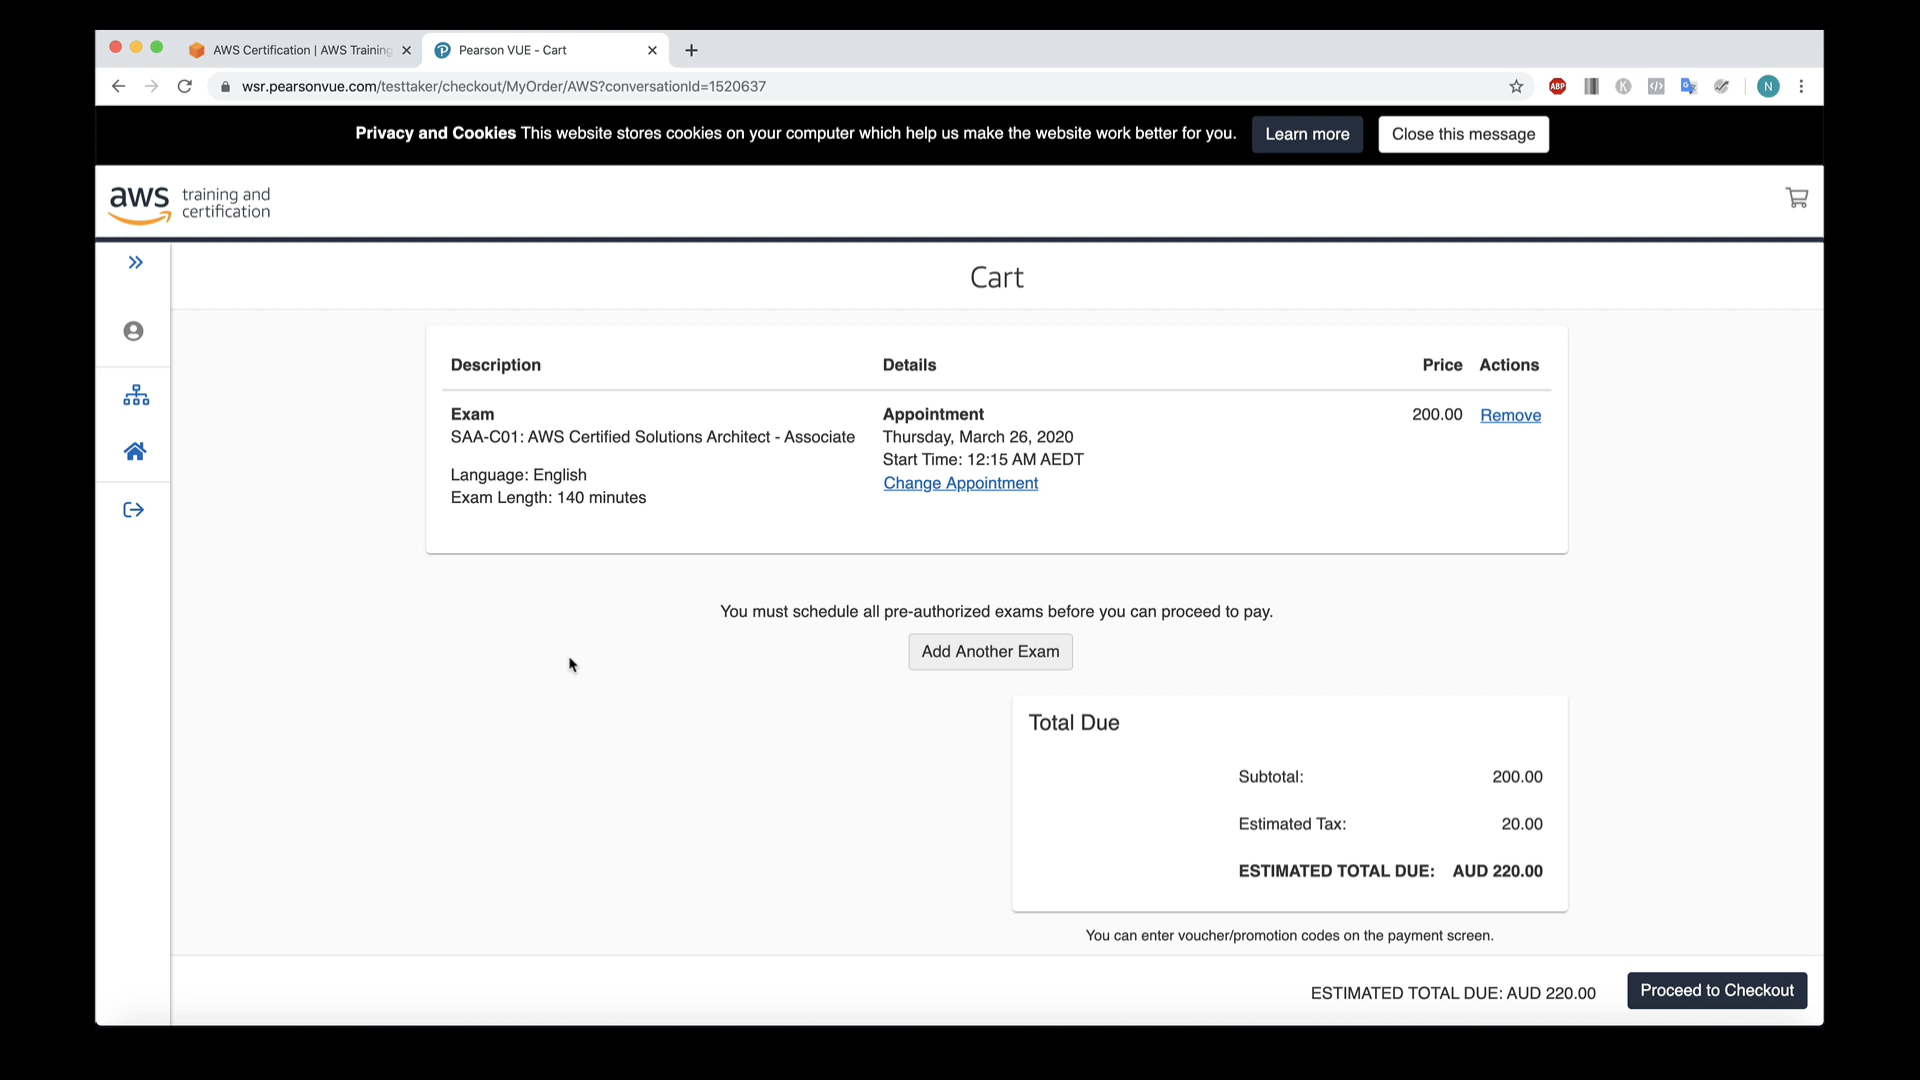 AWS Certification | AWS Training
Pearson VUE - Cart
wsr.pearsonvue.com/testtaker/checkout/MyOrder/AWS?conversationId=1520637
ABP
K
N
Privacy and Cookies This website stores cookies on your computer which help us make the website work better for you.
Learn more
Close this message
aws training and
certification
Cart
Description
Details
Price
Actions
Exam
Appointment
200.00
Remove
SAA-C01: AWS Certified Solutions Architect - Associate
Thursday, March 26, 2020
Start Time: 12:15 AM AEDT
Language: English
Change Appointment
Exam Length: 140 minutes
You must schedule all pre-authorized exams before you can proceed to pay.
Add Another Exam
Total Due
Subtotal: 200.00
Estimated Tax: 20.00
ESTIMATED TOTAL DUE: AUD 220.00
You can enter voucher/promotion codes on the payment screen.
ESTIMATED TOTAL DUE: AUD 220.00
Proceed to Checkout